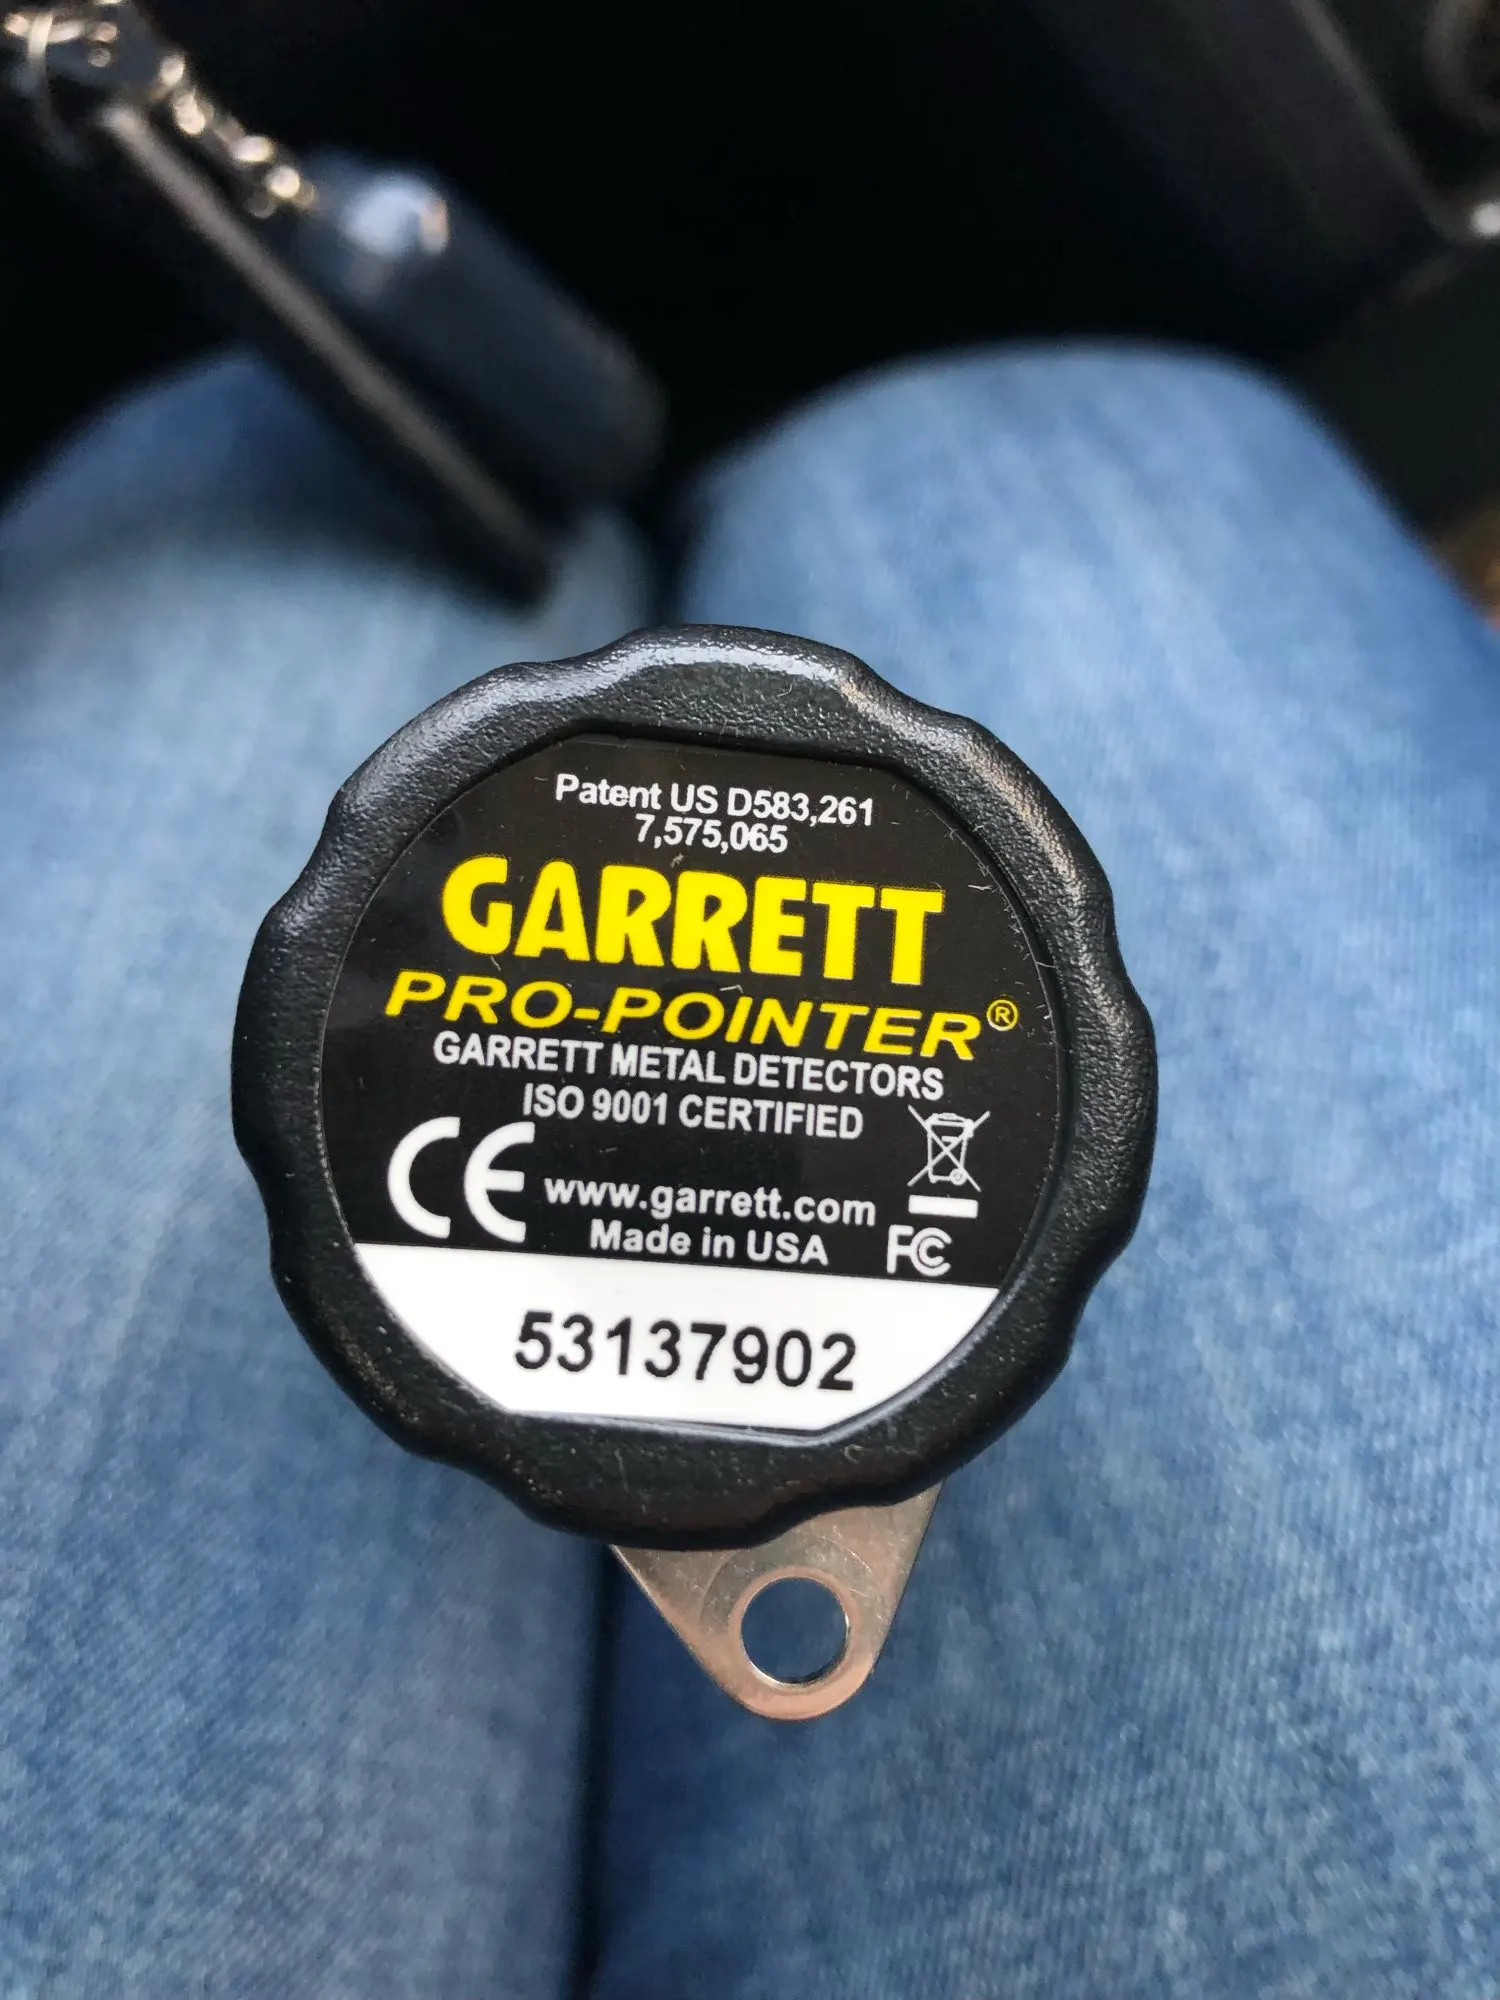 Patent US D583,261
7,575,065
GARRETT
PRO-POINTER®
GARRETT METAL DETECTORS
ISO 9001 CERTIFIED
CE
www.garrett.com
Made in USA
FC
53137902